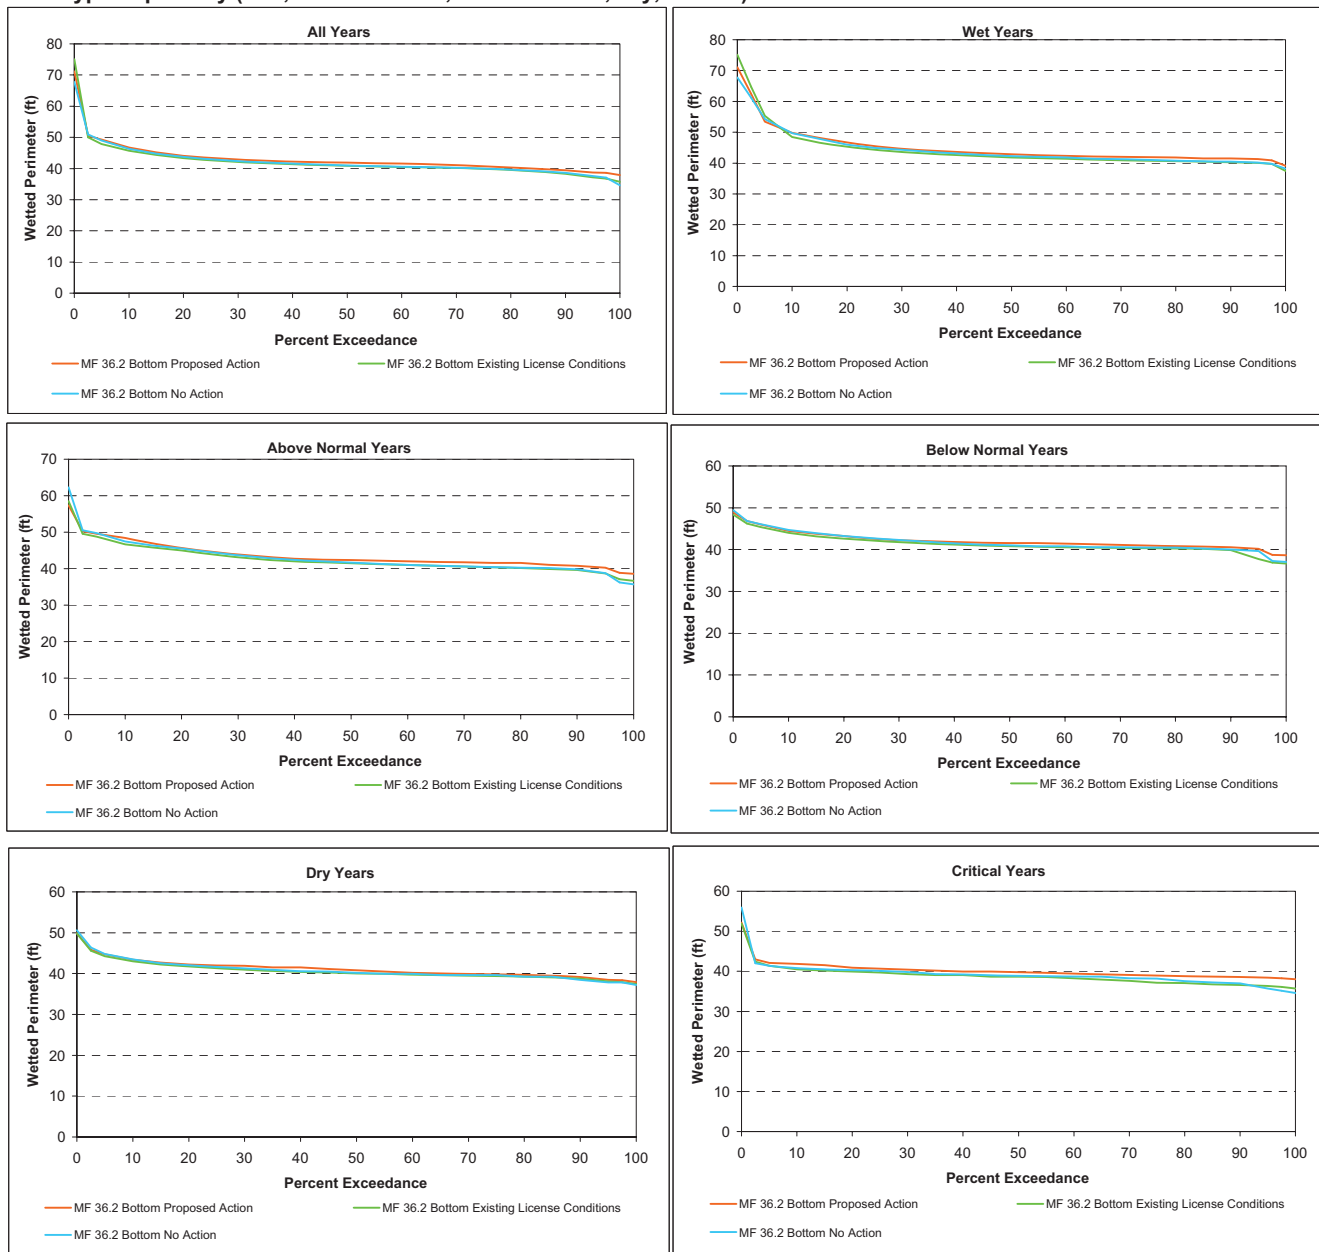 All Years
80
70
60
50
40
30
20
10
0
Wetted Perimeter (ft)
0 10 20 30 40 50 60 70 80 90 100
Percent Exceedance
MF 36.2 Bottom Proposed Action MF 36.2 Bottom Existing License Conditions
MF 36.2 Bottom No Action
Wet Years
80
70
60
50
40
30
20
10
0
Wetted Perimeter (ft)
0 10 20 30 40 50 60 70 80 90 100
Percent Exceedance
MF 36.2 Bottom Proposed Action MF 36.2 Bottom Existing License Conditions
MF 36.2 Bottom No Action
Above Normal Years
70
60
50
40
30
20
10
0
Wetted Perimeter (ft)
0 10 20 30 40 50 60 70 80 90 100
Percent Exceedance
MF 36.2 Bottom Proposed Action MF 36.2 Bottom Existing License Conditions
MF 36.2 Bottom No Action
Below Normal Years
60
50
40
30
20
10
0
Wetted Perimeter (ft)
0 10 20 30 40 50 60 70 80 90 100
Percent Exceedance
MF 36.2 Bottom Proposed Action MF 36.2 Bottom Existing License Conditions
MF 36.2 Bottom No Action
Dry Years
60
50
40
30
20
10
0
Wetted Perimeter (ft)
0 10 20 30 40 50 60 70 80 90 100
Percent Exceedance
MF 36.2 Bottom Proposed Action MF 36.2 Bottom Existing License Conditions
MF 36.2 Bottom No Action
Critical Years
60
50
40
30
20
10
0
Wetted Perimeter (ft)
0 10 20 30 40 50 60 70 80 90 100
Percent Exceedance
MF 36.2 Bottom Proposed Action MF 36.2 Bottom Existing License Conditions
MF 36.2 Bottom No Action